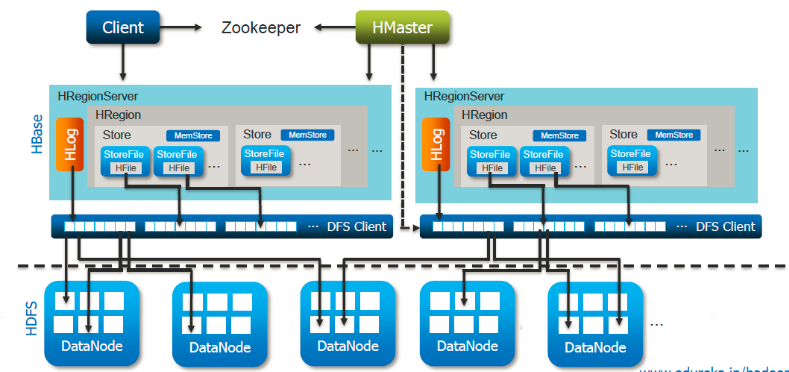 Client
Zookeeper
HMaster
HBase
HRegionServer
HLog
HRegion
Store
MemStore
StoreFile
HFile
StoreFile
HFile
...
Store
MemStore
StoreFile
HFile
...
...
...
HRegionServer
HLog
HRegion
Store
MemStore
StoreFile
HFile
StoreFile
HFile
...
Store
MemStore
StoreFile
HFile
...
...
...
... DFS Client
... DFS Client
HDFS
DataNode
DataNode
DataNode
DataNode
DataNode
...